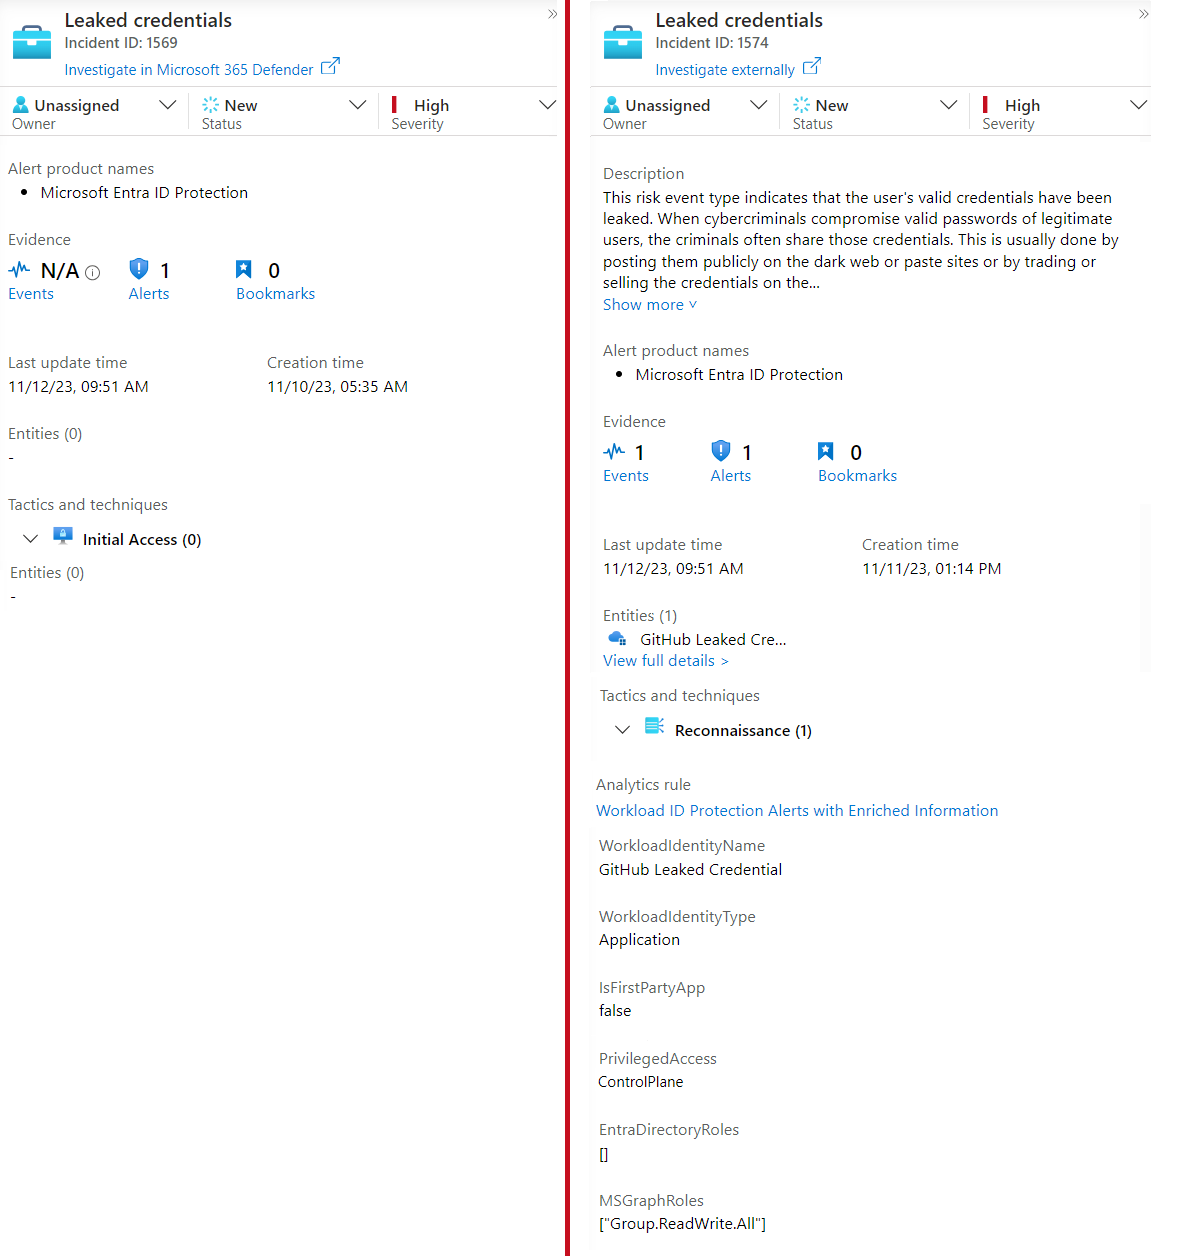 Leaked credentials
Incident ID: 1569
Investigate in Microsoft 365 Defender
Unassigned
Owner
New
Status
High
Severity
Alert product names
• Microsoft Entra ID Protection
Evidence
N/A
Events
1
Alerts
0
Bookmarks
Last update time
11/12/23, 09:51 AM
Creation time
11/10/23, 05:35 AM
Entities (0)
-
Tactics and techniques
Initial Access (0)
Entities (0)
-
Leaked credentials
Incident ID: 1574
Investigate externally
Unassigned
Owner
New
Status
High
Severity
Description
This risk event type indicates that the user's valid credentials have been
leaked. When cybercriminals compromise valid passwords of legitimate
users, the criminals often share those credentials. This is usually done by
posting them publicly on the dark web or paste sites or by trading or
selling the credentials on the...
Show more
Alert product names
• Microsoft Entra ID Protection
Evidence
1
Events
1
Alerts
0
Bookmarks
Last update time
11/12/23, 09:51 AM
Creation time
11/11/23, 01:14 PM
Entities (1)
GitHub Leaked Cre...
View full details >
Tactics and techniques
Reconnaissance (1)
Analytics rule
Workload ID Protection Alerts with Enriched Information
WorkloadIdentityName
GitHub Leaked Credential
WorkloadIdentityType
Application
IsFirstPartyApp
false
PrivilegedAccess
ControlPlane
EntraDirectoryRoles
[]
MSGraphRoles
["Group.ReadWrite.All"]